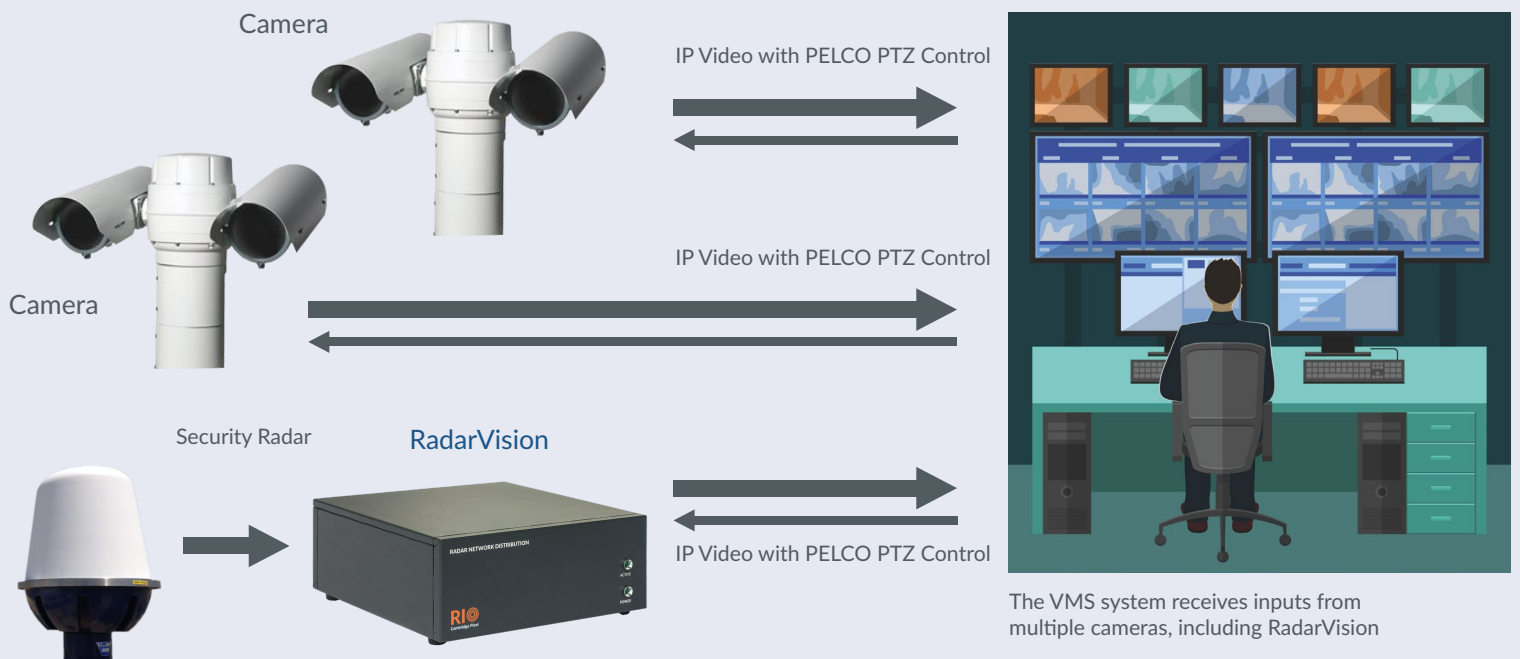 Camera
IP Video with PELCO PTZ Control
IP Video with PELCO PTZ Control
Camera
Security Radar
RadarVision
RADAR NETWORK DISTRIBUTION
ACTIVE
POWER
RIO
Cambridge Pixel
IP Video with PELCO PTZ Control
The VMS system receives inputs from
multiple cameras, including RadarVision